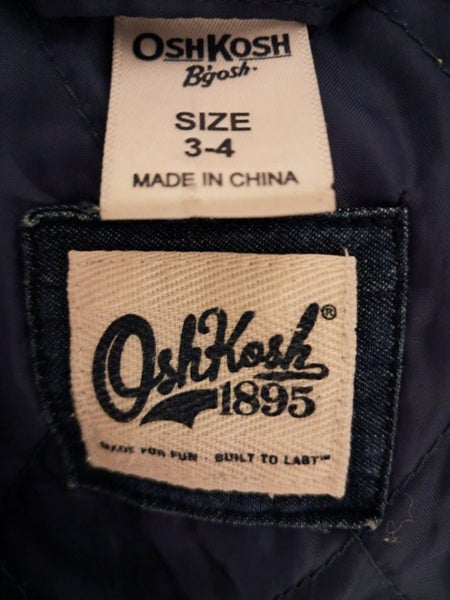 OSHKOSH
B'gosh.
SIZE
3-4
MADE IN CHINA
OshKosh®
1895
MADE FOR FUN · BUILT TO LAST™